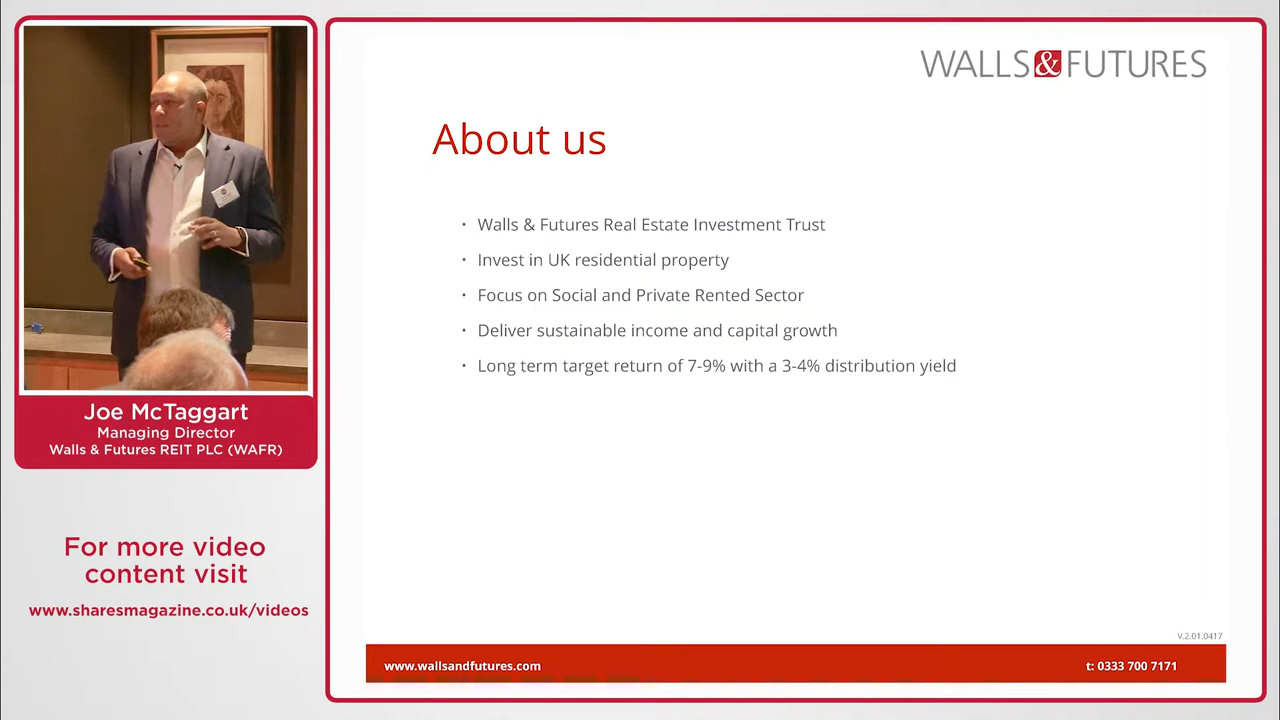 Joe McTaggart
Managing Director
Walls & Futures REIT PLC (WAFR)
For more video
content visit
www.sharesmagazine.co.uk/videos
WALLS&FUTURES
About us
· Walls & Futures Real Estate Investment Trust
· Invest in UK residential property
· Focus on Social and Private Rented Sector
· Deliver sustainable income and capital growth
· Long term target return of 7-9% with a 3-4% distribution yield
V.2.01.0417
www.wallsandfutures.com
t: 0333 700 7171